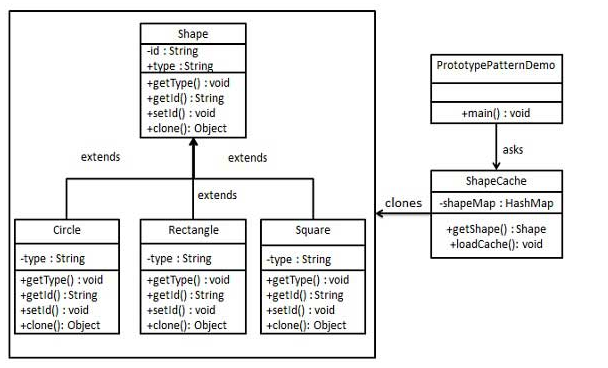 Shape
-id : String
+type : String
+getType() : void
+getId() : String
+setId() : void
+clone(): Object
extends
extends
extends
Circle
-type : String
+getType() : void
+getId() : String
+setId() : void
+clone(): Object
Rectangle
-type : String
+getType() : void
+getId() : String
+setId() : void
+clone(): Object
Square
-type : String
+getType() : void
+getId() : String
+setId() : void
+clone(): Object
PrototypePatternDemo
+main() : void
asks
ShapeCache
-shapeMap : HashMap
+getShape() : Shape
+loadCache(): void
clones